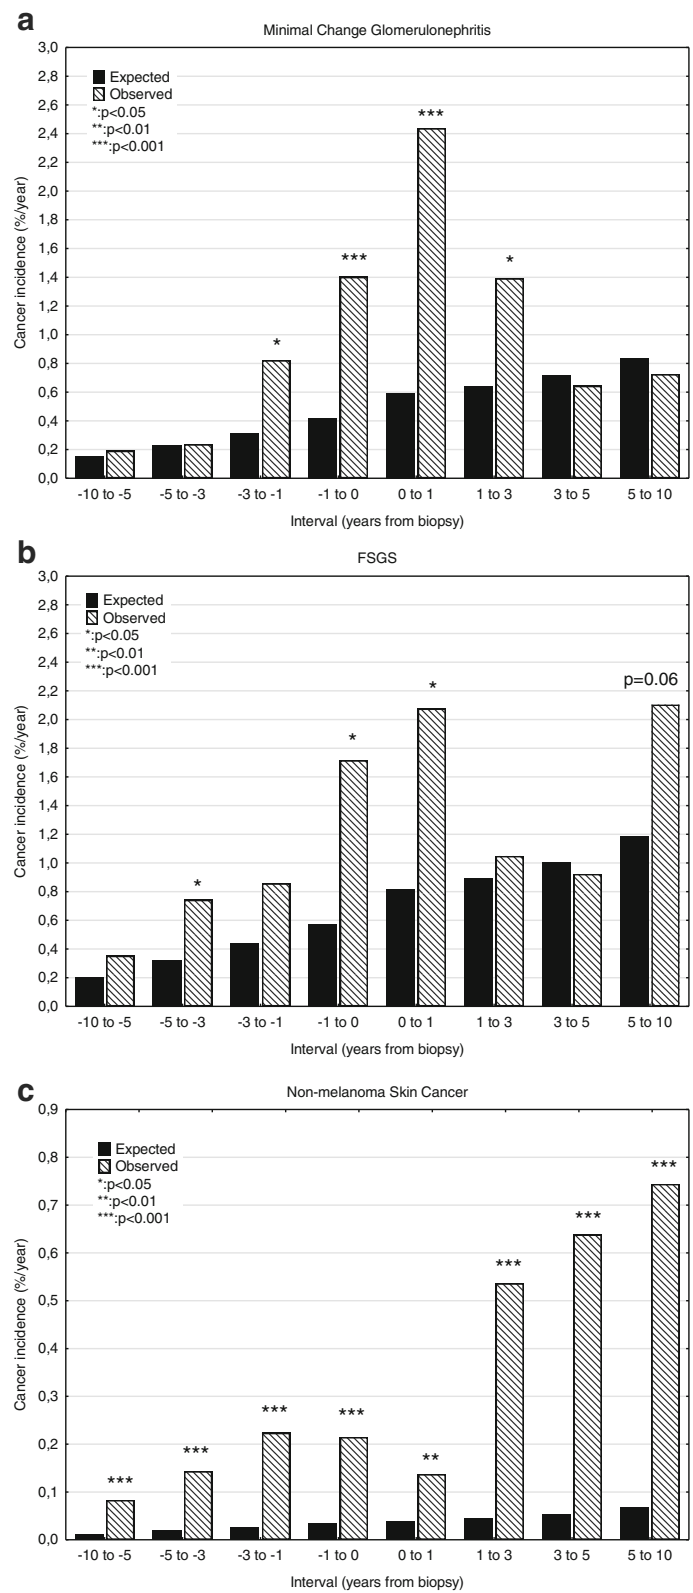 a
Minimal Change Glomerulonephritis
3,0
2,8
2,6
2,4
2,2
2,0
1,8
1,6
1,4
1,2
1,0
0,8
0,6
0,4
0,2
0,0
Cancer incidence (%/year)
Expected
Observed
*:p<0.05
**:p<0.01
***:p<0.001
*
***
***
*
-10 to -5 -5 to -3 -3 to -1 -1 to 0 0 to 1 1 to 3 3 to 5 5 to 10
Interval (years from biopsy)
b
FSGS
3,0
2,8
2,6
2,4
2,2
2,0
1,8
1,6
1,4
1,2
1,0
0,8
0,6
0,4
0,2
0,0
Cancer incidence (%/year)
Expected
Observed
*:p<0.05
**:p<0.01
***:p<0.001
*
*
*
p=0.06
-10 to -5 -5 to -3 -3 to -1 -1 to 0 0 to 1 1 to 3 3 to 5 5 to 10
Interval (years from biopsy)
c
Non-melanoma Skin Cancer
0,9
0,8
0,7
0,6
0,5
0,4
0,3
0,2
0,1
0,0
Cancer incidence (%/year)
Expected
Observed
*:p<0.05
**:p<0.01
***:p<0.001
***
***
***
***
**
***
***
***
-10 to -5 -5 to -3 -3 to -1 -1 to 0 0 to 1 1 to 3 3 to 5 5 to 10
Interval (years from biopsy)